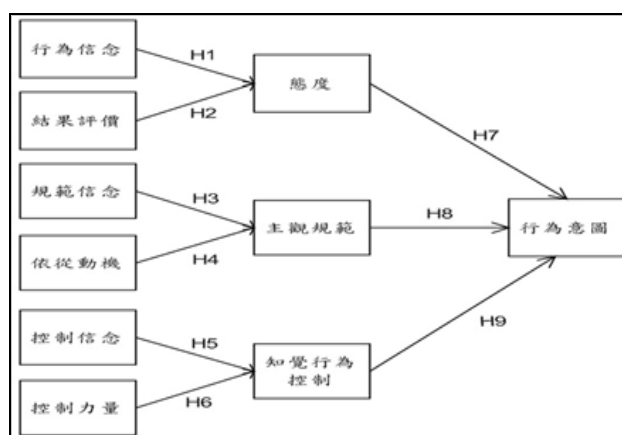 行為信念
H1
態度
結果評價
H2
H7
規範信念
H3
主觀規範
H8
行為意圖
依從動機
H4
控制信念
H5
知覺行為
控制
H9
控制力量
H6